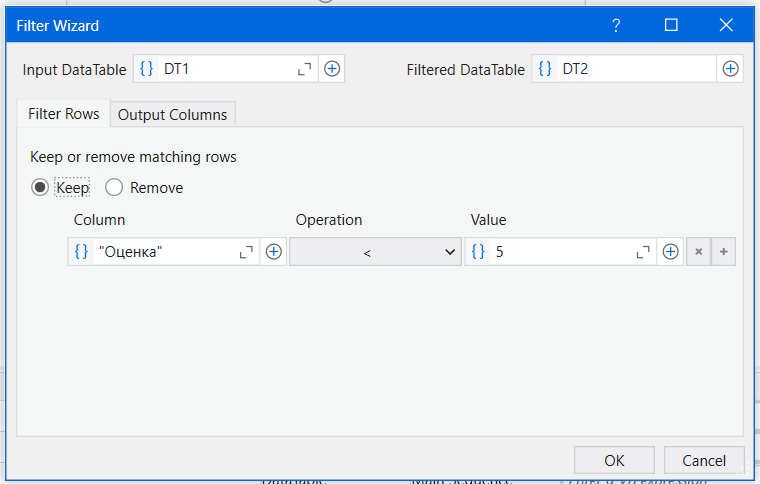 Filter Wizard ?
Input DataTable {} DT1 Filtered DataTable {} DT2
Filter Rows Output Columns
Keep or remove matching rows
Keep Remove
Column Operation Value
{} "Оценка" < {} 5
OK Cancel